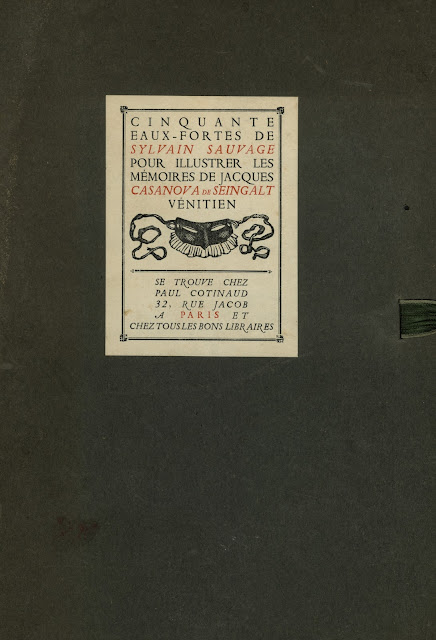 CINQUANTE
EAUX-FORTES DE
SYLVAIN SAUVAGE
POUR ILLUSTRER LES
MÉMOIRES DE JACQUES
CASANOVA DE SEINGALT
VÉNITIEN
SE TROUVE CHEZ
PAUL COTINAUD
32, RUE JACOB
A PARIS ET
CHEZ TOUS LES BONS LIBRAIRES